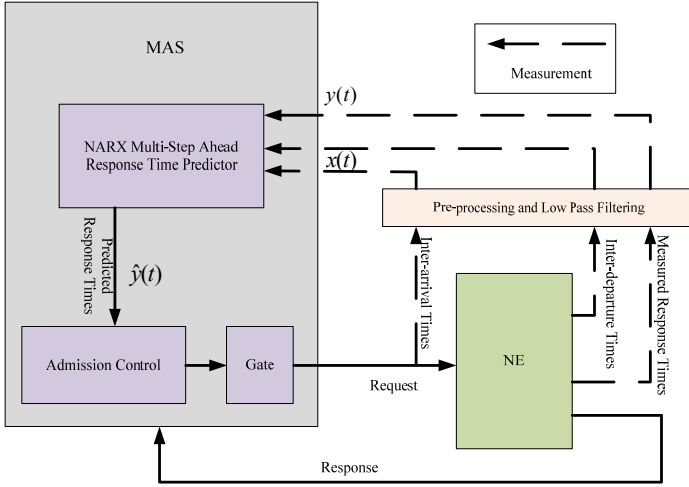 MAS
Measurement
y(t)
NARX Multi-Step Ahead
Response Time Predictor
x(t)
Pre-processing and Low Pass Filtering
Predicted
Response Times
ŷ(t)
Inter-arrival Times
Inter-departure Times
Measured Response Times
Admission Control
Gate
NE
Request
Response